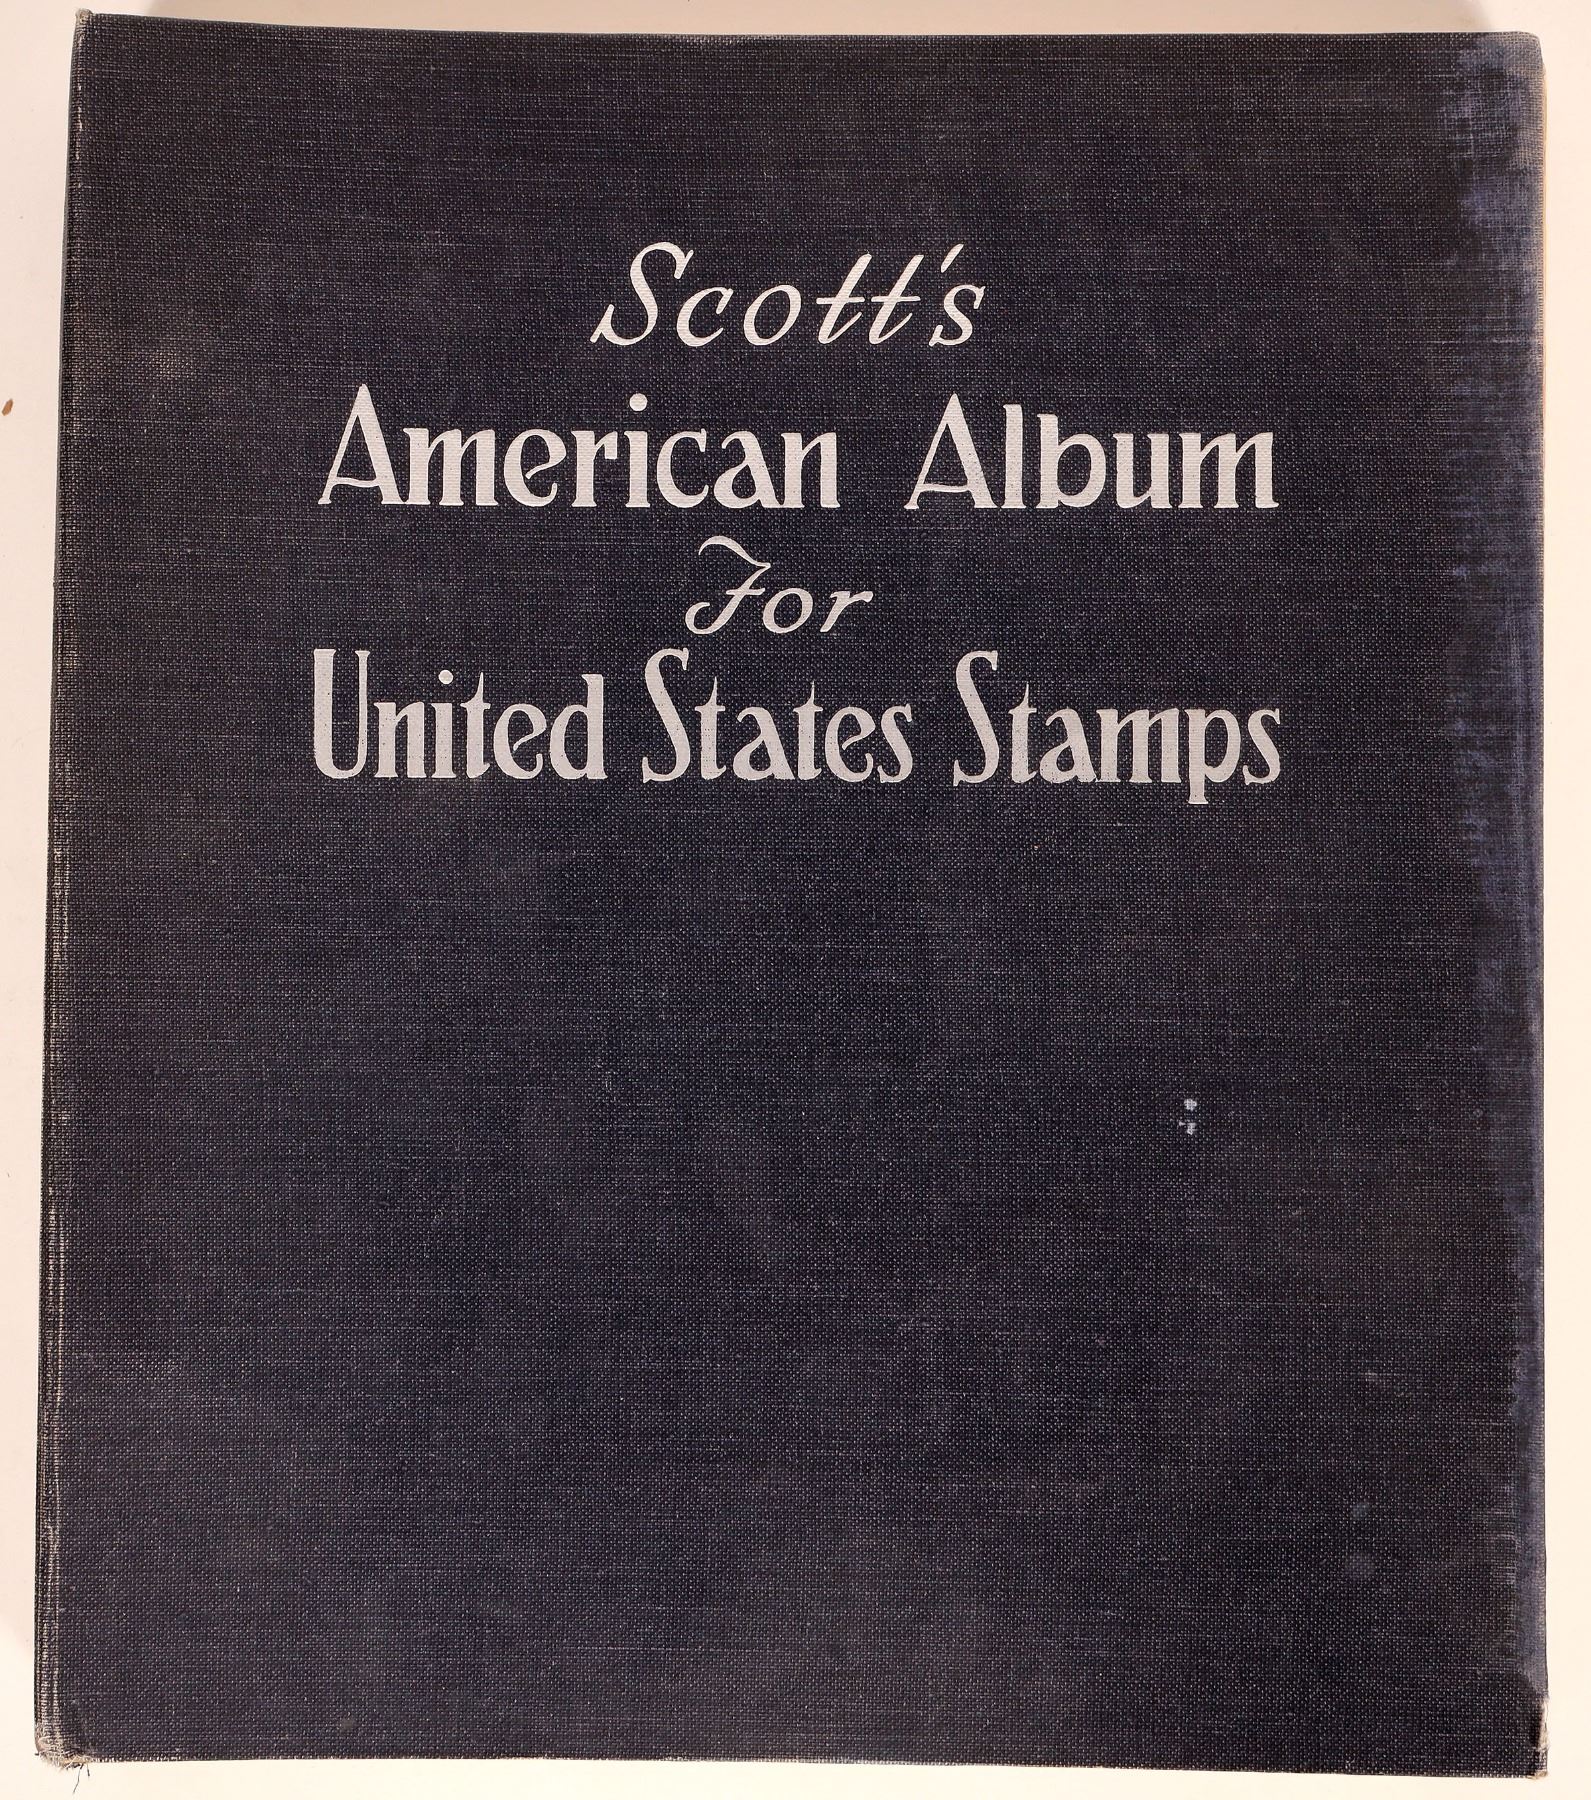 Scott's
American Album
For
United States Stamps